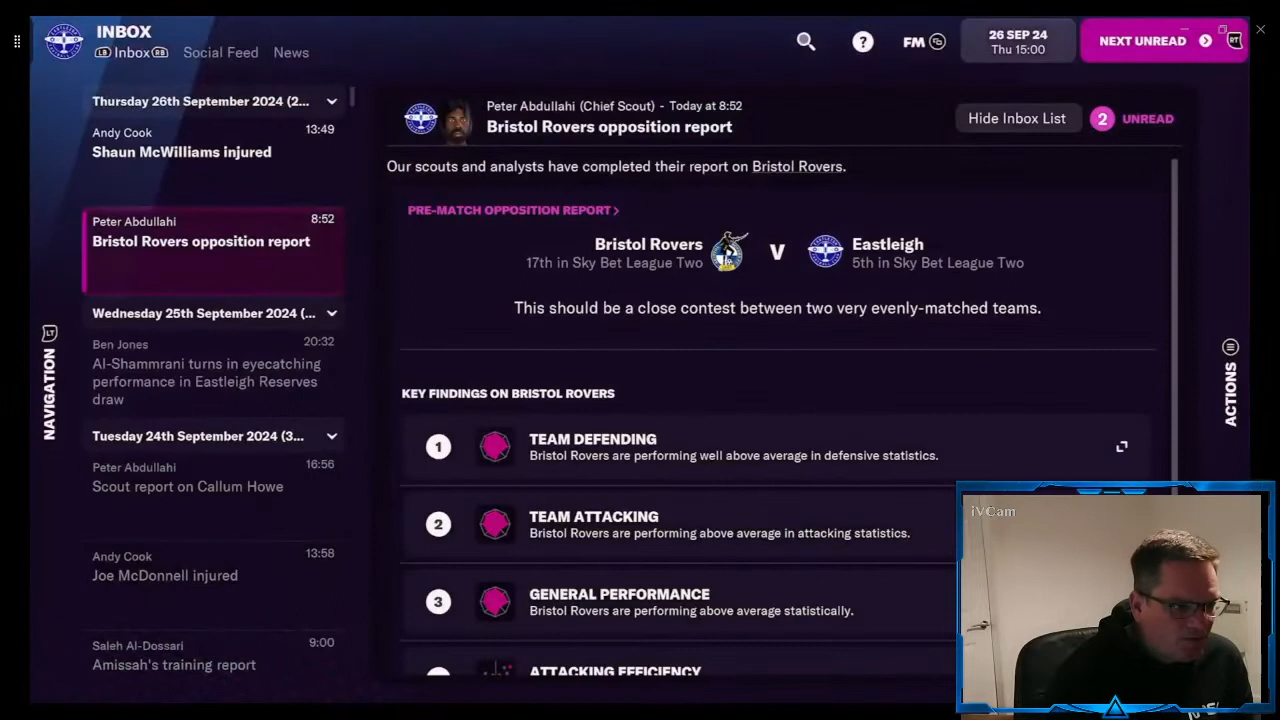 INBOX
LB Inbox RB Social Feed News
FM
26 SEP 24
Thu 15:00
NEXT UNREAD
RT
Thursday 26th September 2024 (2...
Andy Cook 13:49
Shaun McWilliams injured
Peter Abdullahi 8:52
Bristol Rovers opposition report
Wednesday 25th September 2024 (...
Ben Jones 20:32
Al-Shammrani turns in eyecatching
performance in Eastleigh Reserves
draw
Tuesday 24th September 2024 (3...
Peter Abdullahi 16:56
Scout report on Callum Howe
Andy Cook 13:58
Joe McDonnell injured
Saleh Al-Dossari 9:00
Amissah's training report
LT
NAVIGATION
Peter Abdullahi (Chief Scout) - Today at 8:52
Bristol Rovers opposition report
Hide Inbox List
2 UNREAD
Our scouts and analysts have completed their report on Bristol Rovers.
PRE-MATCH OPPOSITION REPORT >
Bristol Rovers V Eastleigh
17th in Sky Bet League Two 5th in Sky Bet League Two
This should be a close contest between two very evenly-matched teams.
KEY FINDINGS ON BRISTOL ROVERS
1 TEAM DEFENDING
Bristol Rovers are performing well above average in defensive statistics.
2 TEAM ATTACKING
Bristol Rovers are performing above average in attacking statistics.
3 GENERAL PERFORMANCE
Bristol Rovers are performing above average statistically.
ATTACKING EFFICIENCY
ACTIONS
iVCam